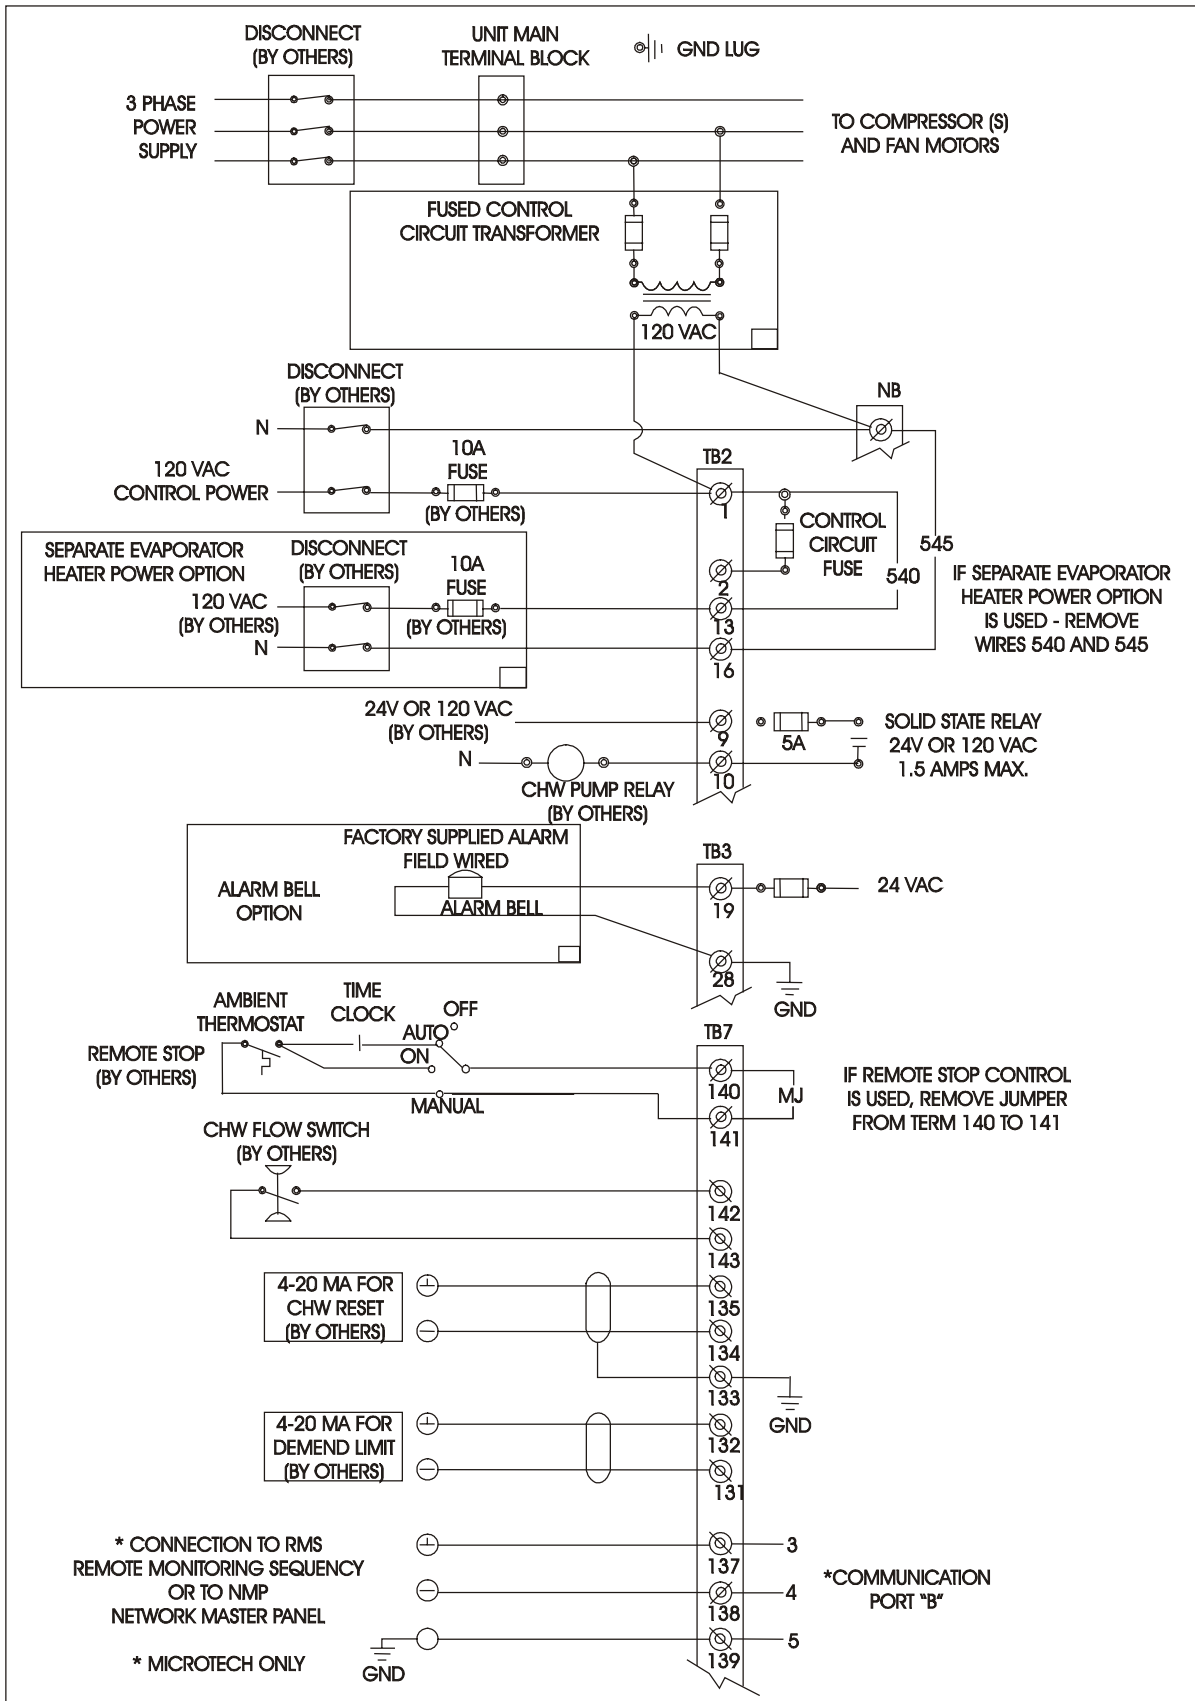 DISCONNECT
(BY OTHERS)
UNIT MAIN
TERMINAL BLOCK
GND LUG
3 PHASE
POWER
SUPPLY
TO COMPRESSOR (S)
AND FAN MOTORS
FUSED CONTROL
CIRCUIT TRANSFORMER
120 VAC
DISCONNECT
(BY OTHERS)
NB
N
10A
FUSE
(BY OTHERS)
120 VAC
CONTROL POWER
TB2
1
CONTROL
CIRCUIT
FUSE
545
540
SEPARATE EVAPORATOR
HEATER POWER OPTION
DISCONNECT
(BY OTHERS)
10A
FUSE
(BY OTHERS)
120 VAC
(BY OTHERS)
N
2
13
16
IF SEPARATE EVAPORATOR
HEATER POWER OPTION
IS USED - REMOVE
WIRES 540 AND 545
24V OR 120 VAC
(BY OTHERS)
9
5A
SOLID STATE RELAY
24V OR 120 VAC
1.5 AMPS MAX.
N
10
CHW PUMP RELAY
(BY OTHERS)
FACTORY SUPPLIED ALARM
FIELD WIRED
ALARM BELL
OPTION
ALARM BELL
TB3
19
24 VAC
28
GND
AMBIENT
THERMOSTAT
TIME
CLOCK
OFF
AUTO
ON
MANUAL
REMOTE STOP
(BY OTHERS)
TB7
140
MJ
141
IF REMOTE STOP CONTROL
IS USED, REMOVE JUMPER
FROM TERM 140 TO 141
CHW FLOW SWITCH
(BY OTHERS)
142
143
4-20 MA FOR
CHW RESET
(BY OTHERS)
135
134
133
GND
4-20 MA FOR
DEMEND LIMIT
(BY OTHERS)
132
131
* CONNECTION TO RMS
REMOTE MONITORING SEQUENCY
OR TO NMP
NETWORK MASTER PANEL
* MICROTECH ONLY
GND
137
3
138
4
139
5
*COMMUNICATION
PORT "B"